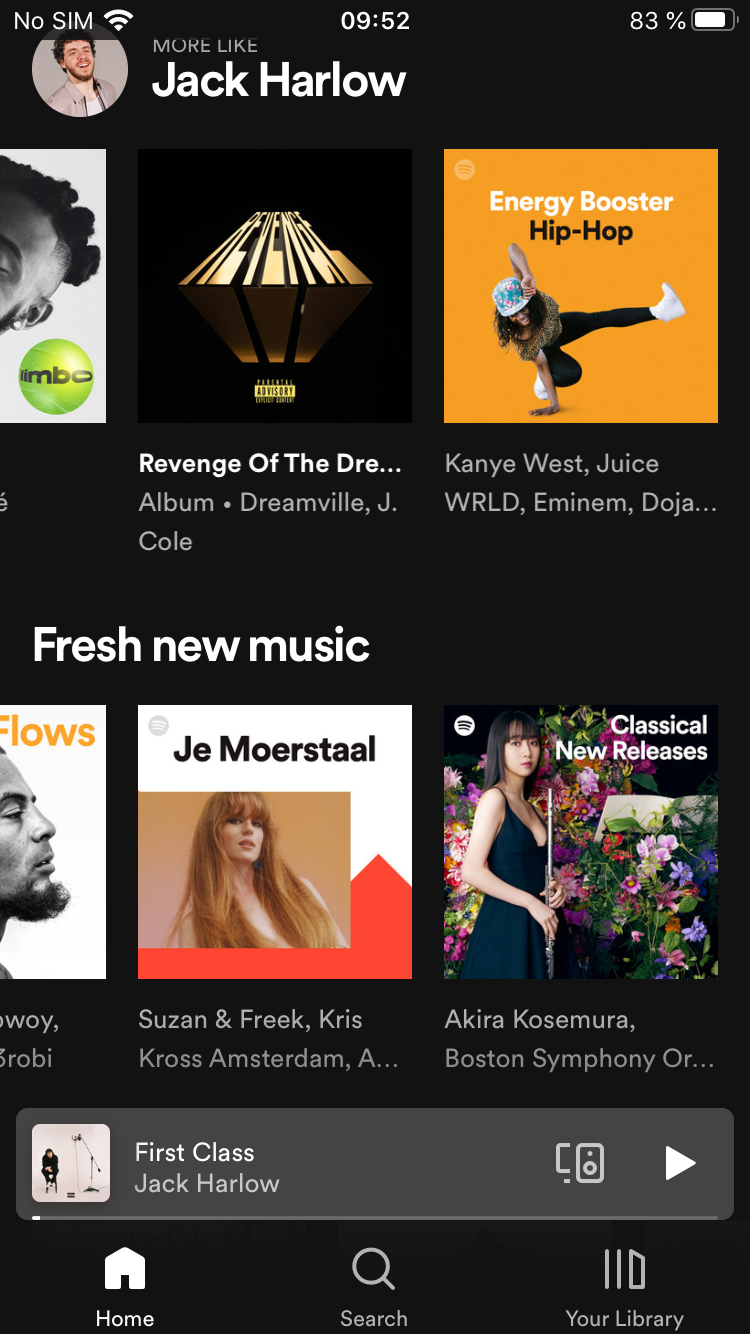 No SIM 09:52 83 %
MORE LIKE
Jack Harlow
REVENGE
Energy Booster
Hip-Hop
limbo
PARENTAL
ADVISORY
EXPLICIT CONTENT
Revenge Of The Dre...
Kanye West, Juice
é
Album • Dreamville, J.
WRLD, Eminem, Doja...
Cole
Fresh new music
Flows
Je Moerstaal
Classical
New Releases
owoy,
Suzan & Freek, Kris
Akira Kosemura,
3robi
Kross Amsterdam, A...
Boston Symphony Or...
First Class
Jack Harlow
Home
Search
Your Library